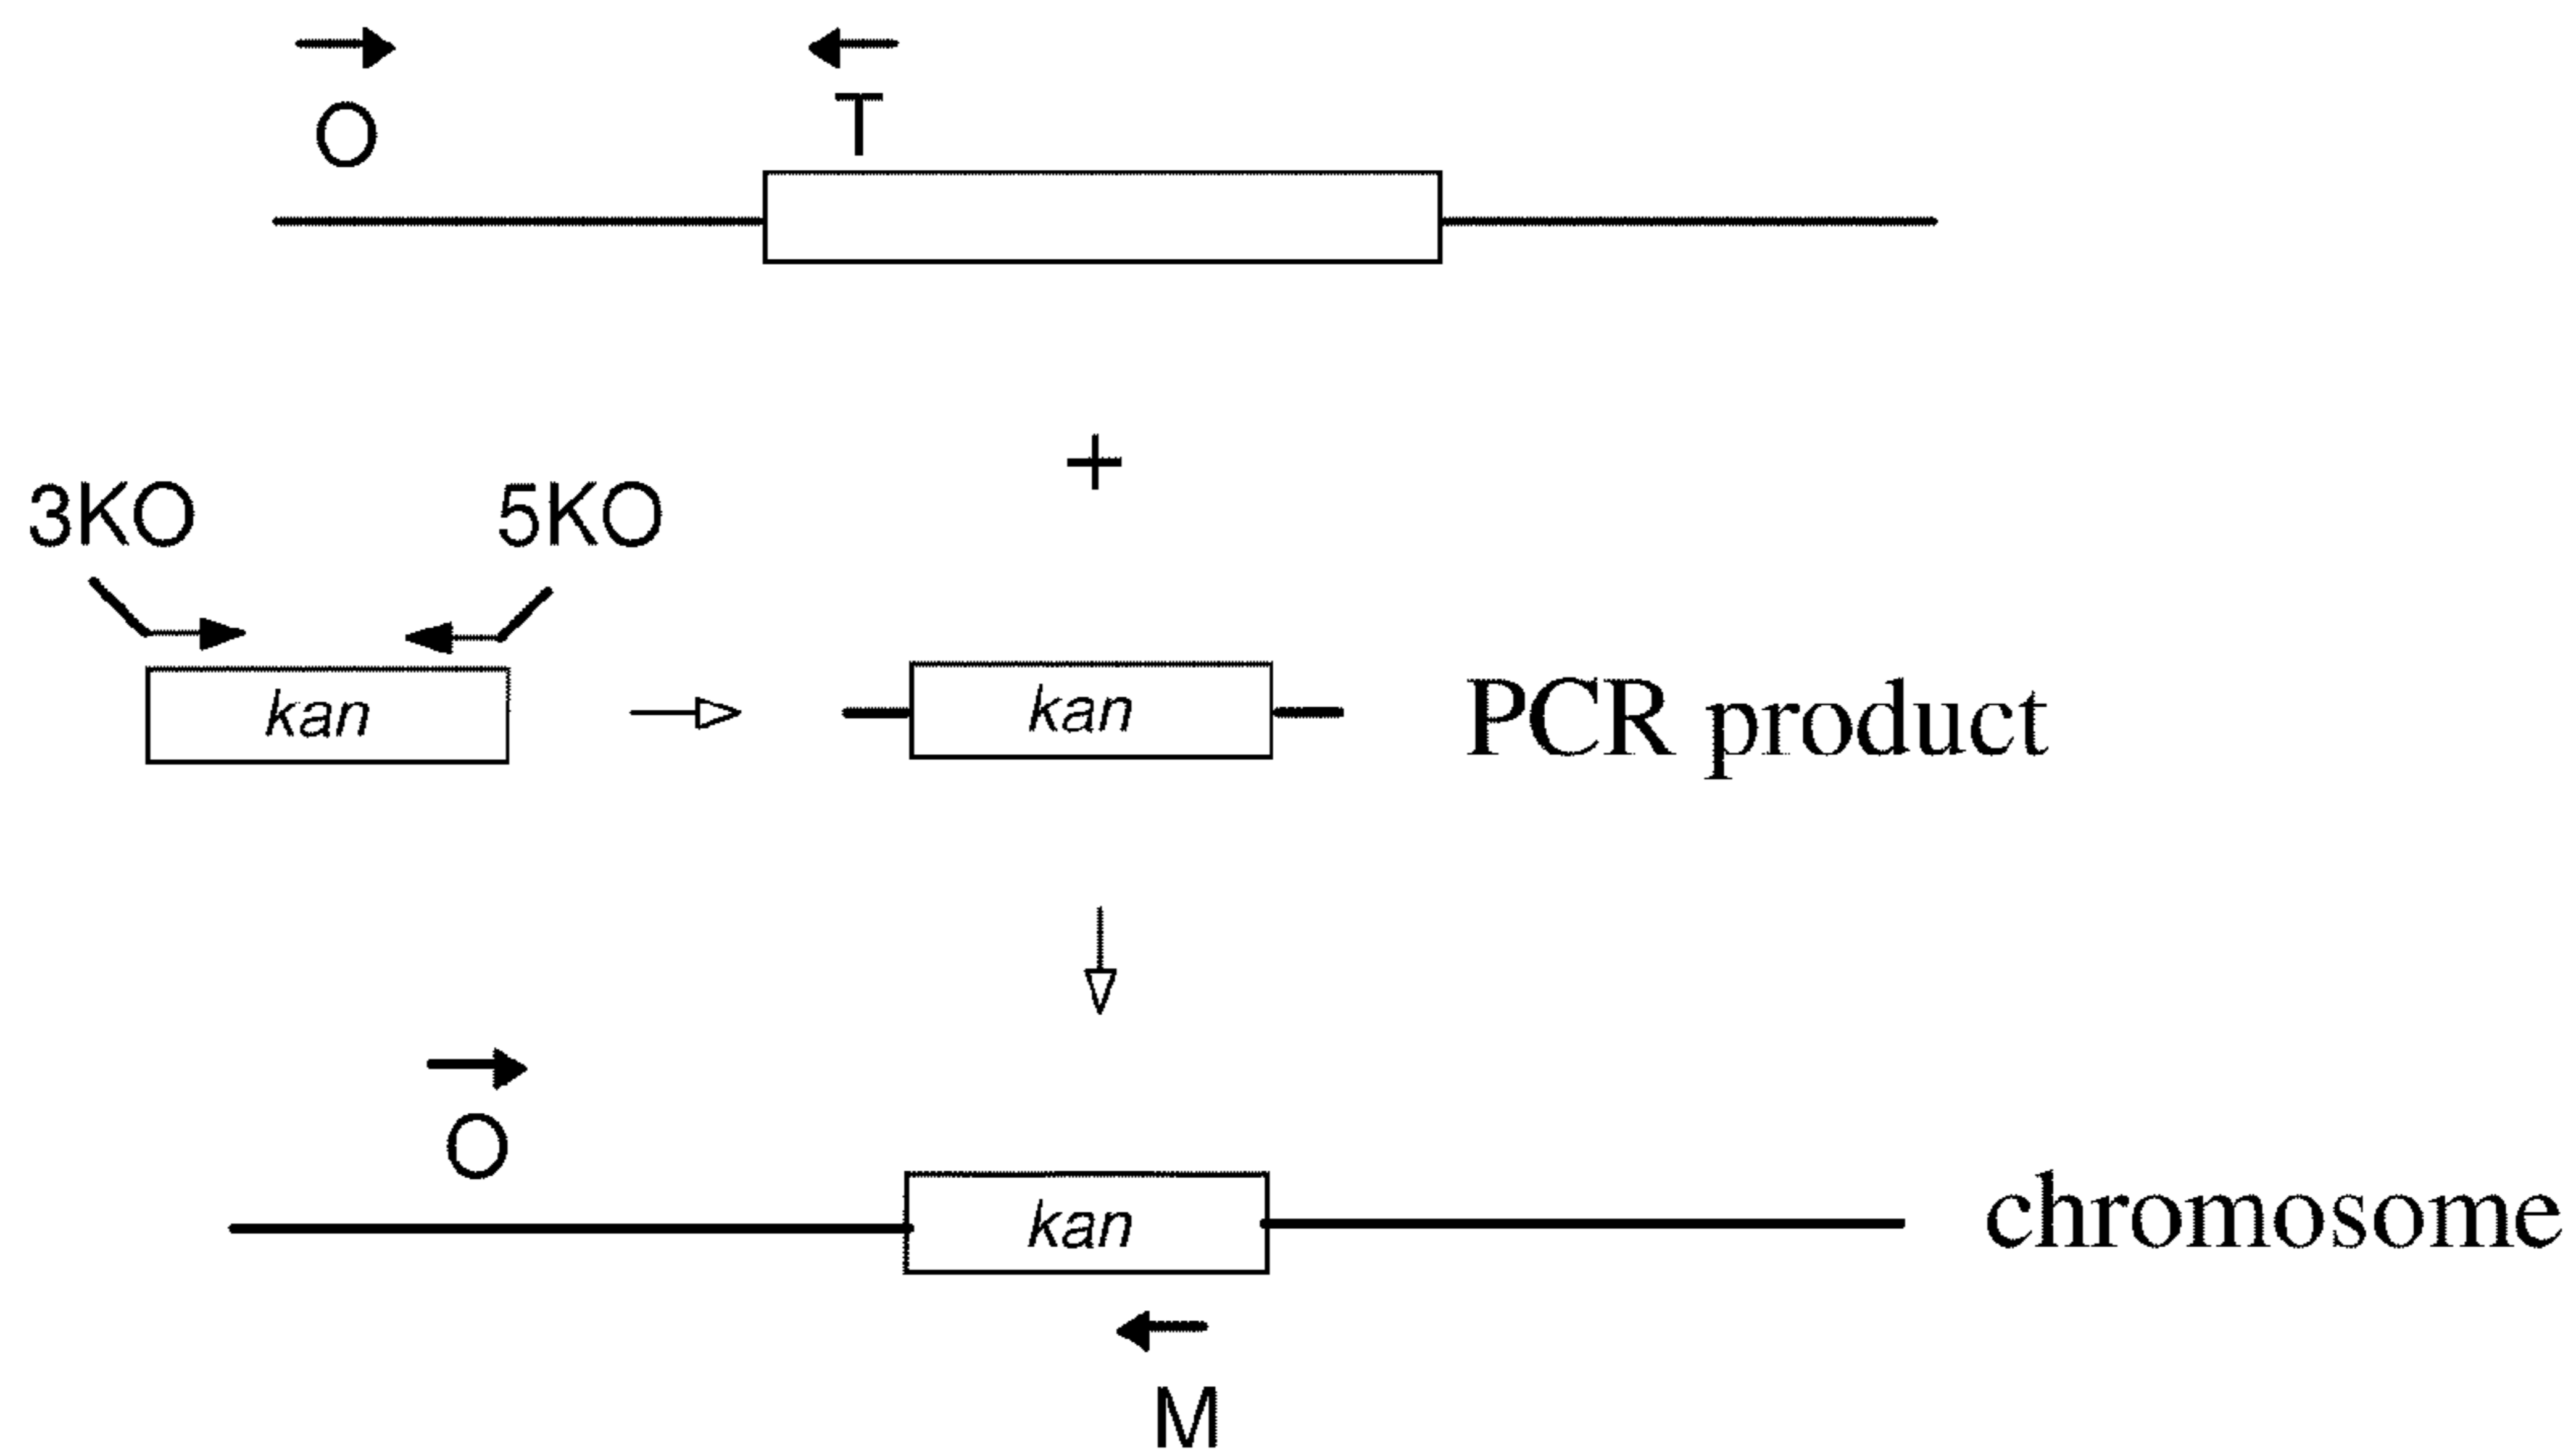 O
T
+
3KO 5KO
kan kan PCR product
O
kan chromosome
M